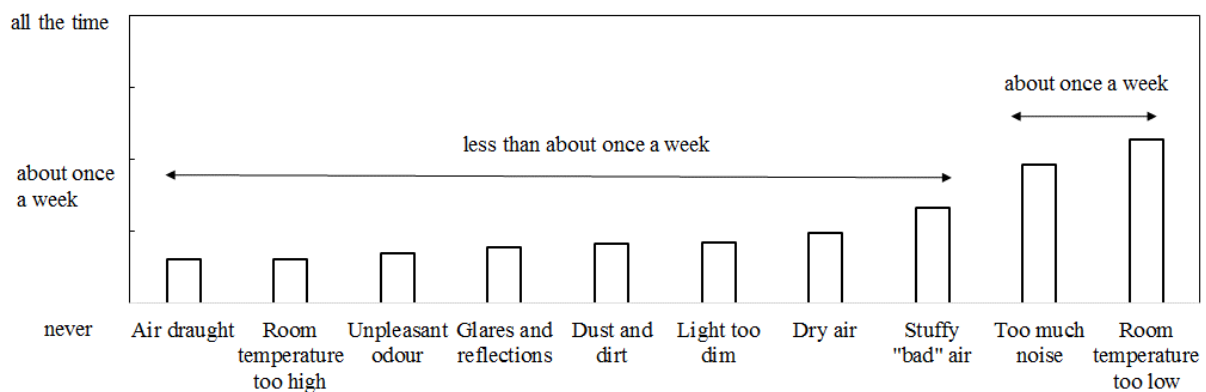 all the time
about once a week
less than about once a week
about once
a week
never
Air draught
Room
temperature
too high
Unpleasant
odour
Glares and
reflections
Dust and
dirt
Light too
dim
Dry air
Stuffy
"bad" air
Too much
noise
Room
temperature
too low